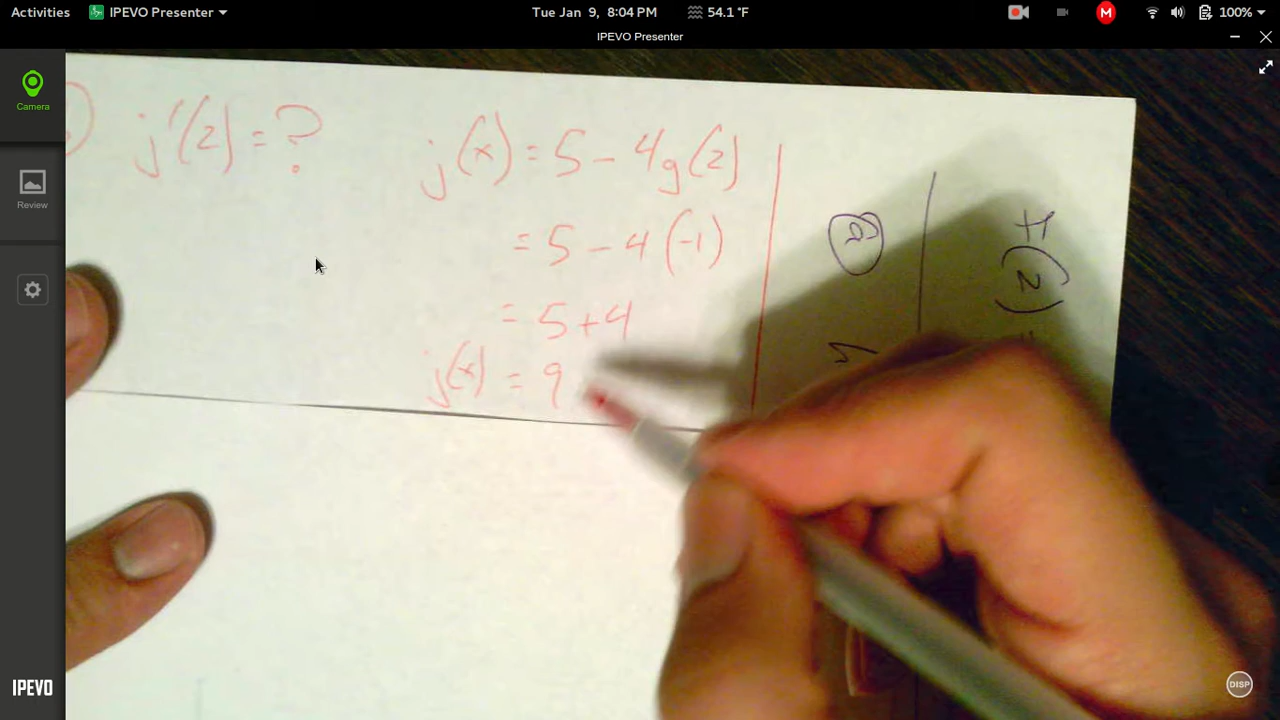 Activities IPEVO Presenter Tue Jan 9, 8:04 PM 54.1 °F M 100%
IPEVO Presenter
Camera
Review
j'(2) = ?
j(x) = 5 - 4g(2)
= 5 - 4(-1)
= 5 + 4
j(x) = 9
a
(2)
IPEVO
DISP